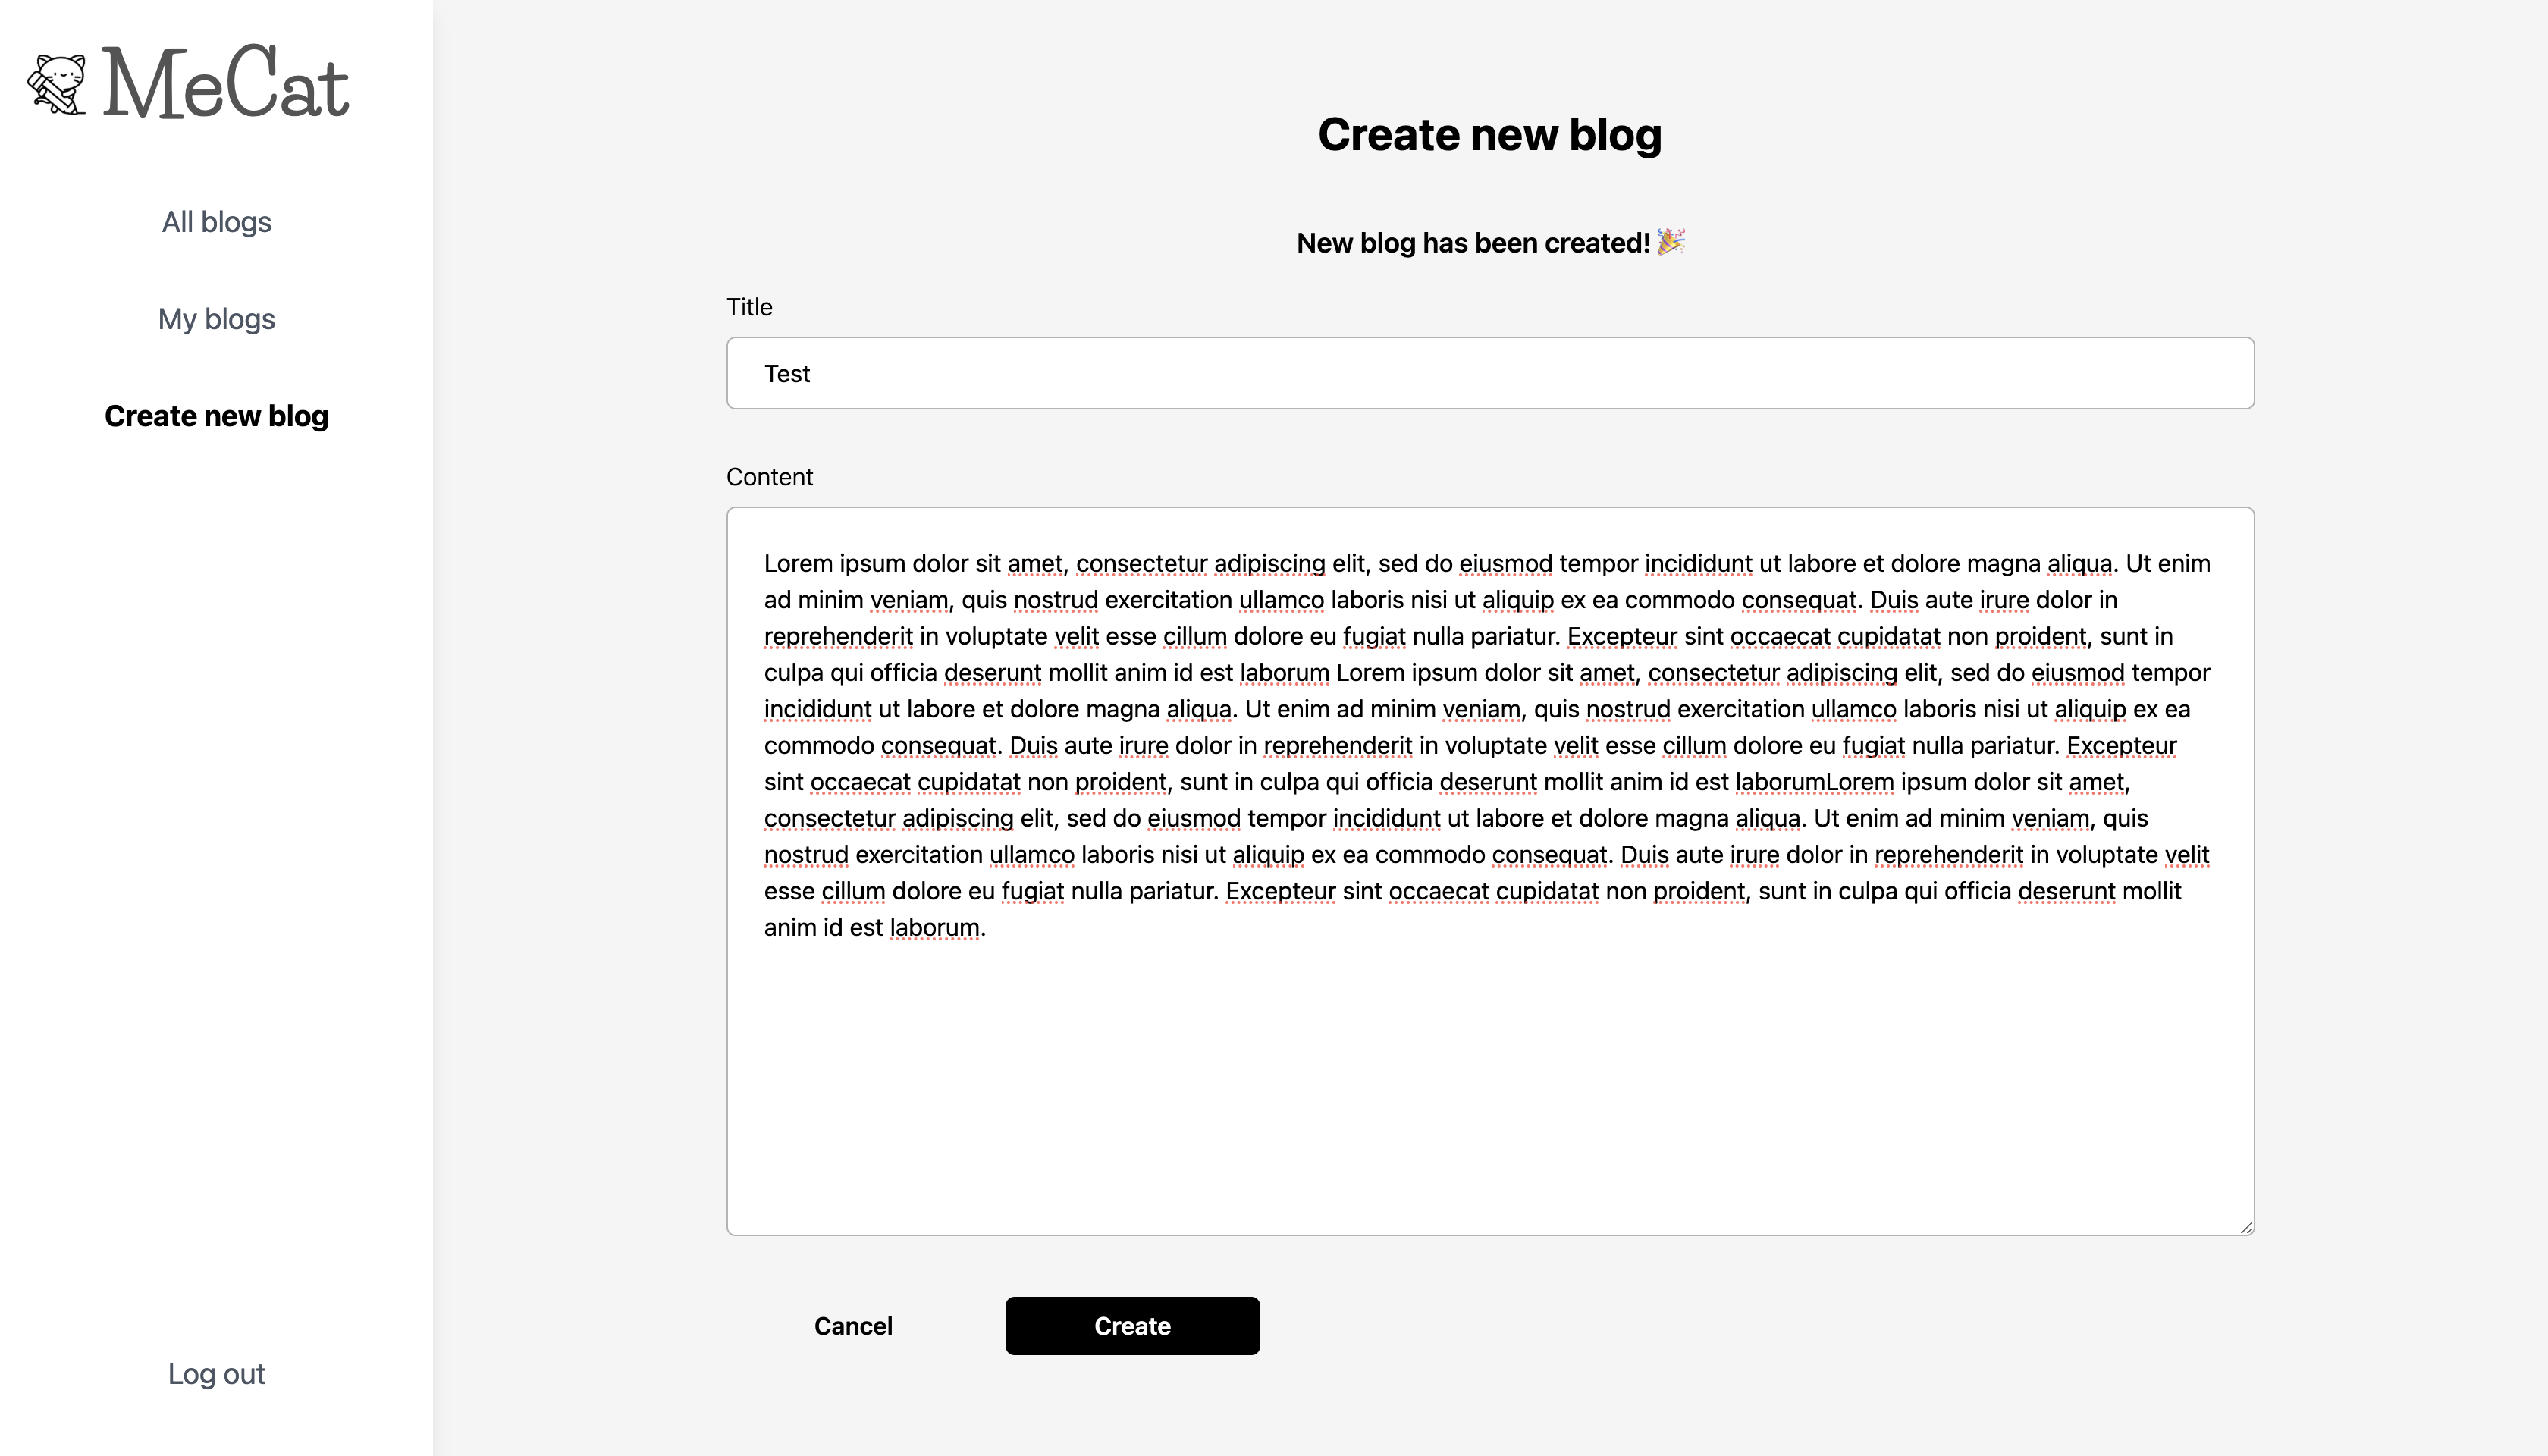 MeCat
All blogs
My blogs
Create new blog
Log out
Create new blog
New blog has been created! 🎉
Title
Test
Content
Lorem ipsum dolor sit amet, consectetur adipiscing elit, sed do eiusmod tempor incididunt ut labore et dolore magna aliqua. Ut enim
ad minim veniam, quis nostrud exercitation ullamco laboris nisi ut aliquip ex ea commodo consequat. Duis aute irure dolor in
reprehenderit in voluptate velit esse cillum dolore eu fugiat nulla pariatur. Excepteur sint occaecat cupidatat non proident, sunt in
culpa qui officia deserunt mollit anim id est laborum Lorem ipsum dolor sit amet, consectetur adipiscing elit, sed do eiusmod tempor
incididunt ut labore et dolore magna aliqua. Ut enim ad minim veniam, quis nostrud exercitation ullamco laboris nisi ut aliquip ex ea
commodo consequat. Duis aute irure dolor in reprehenderit in voluptate velit esse cillum dolore eu fugiat nulla pariatur. Excepteur
sint occaecat cupidatat non proident, sunt in culpa qui officia deserunt mollit anim id est laborumLorem ipsum dolor sit amet,
consectetur adipiscing elit, sed do eiusmod tempor incididunt ut labore et dolore magna aliqua. Ut enim ad minim veniam, quis
nostrud exercitation ullamco laboris nisi ut aliquip ex ea commodo consequat. Duis aute irure dolor in reprehenderit in voluptate velit
esse cillum dolore eu fugiat nulla pariatur. Excepteur sint occaecat cupidatat non proident, sunt in culpa qui officia deserunt mollit
anim id est laborum.
Cancel
Create